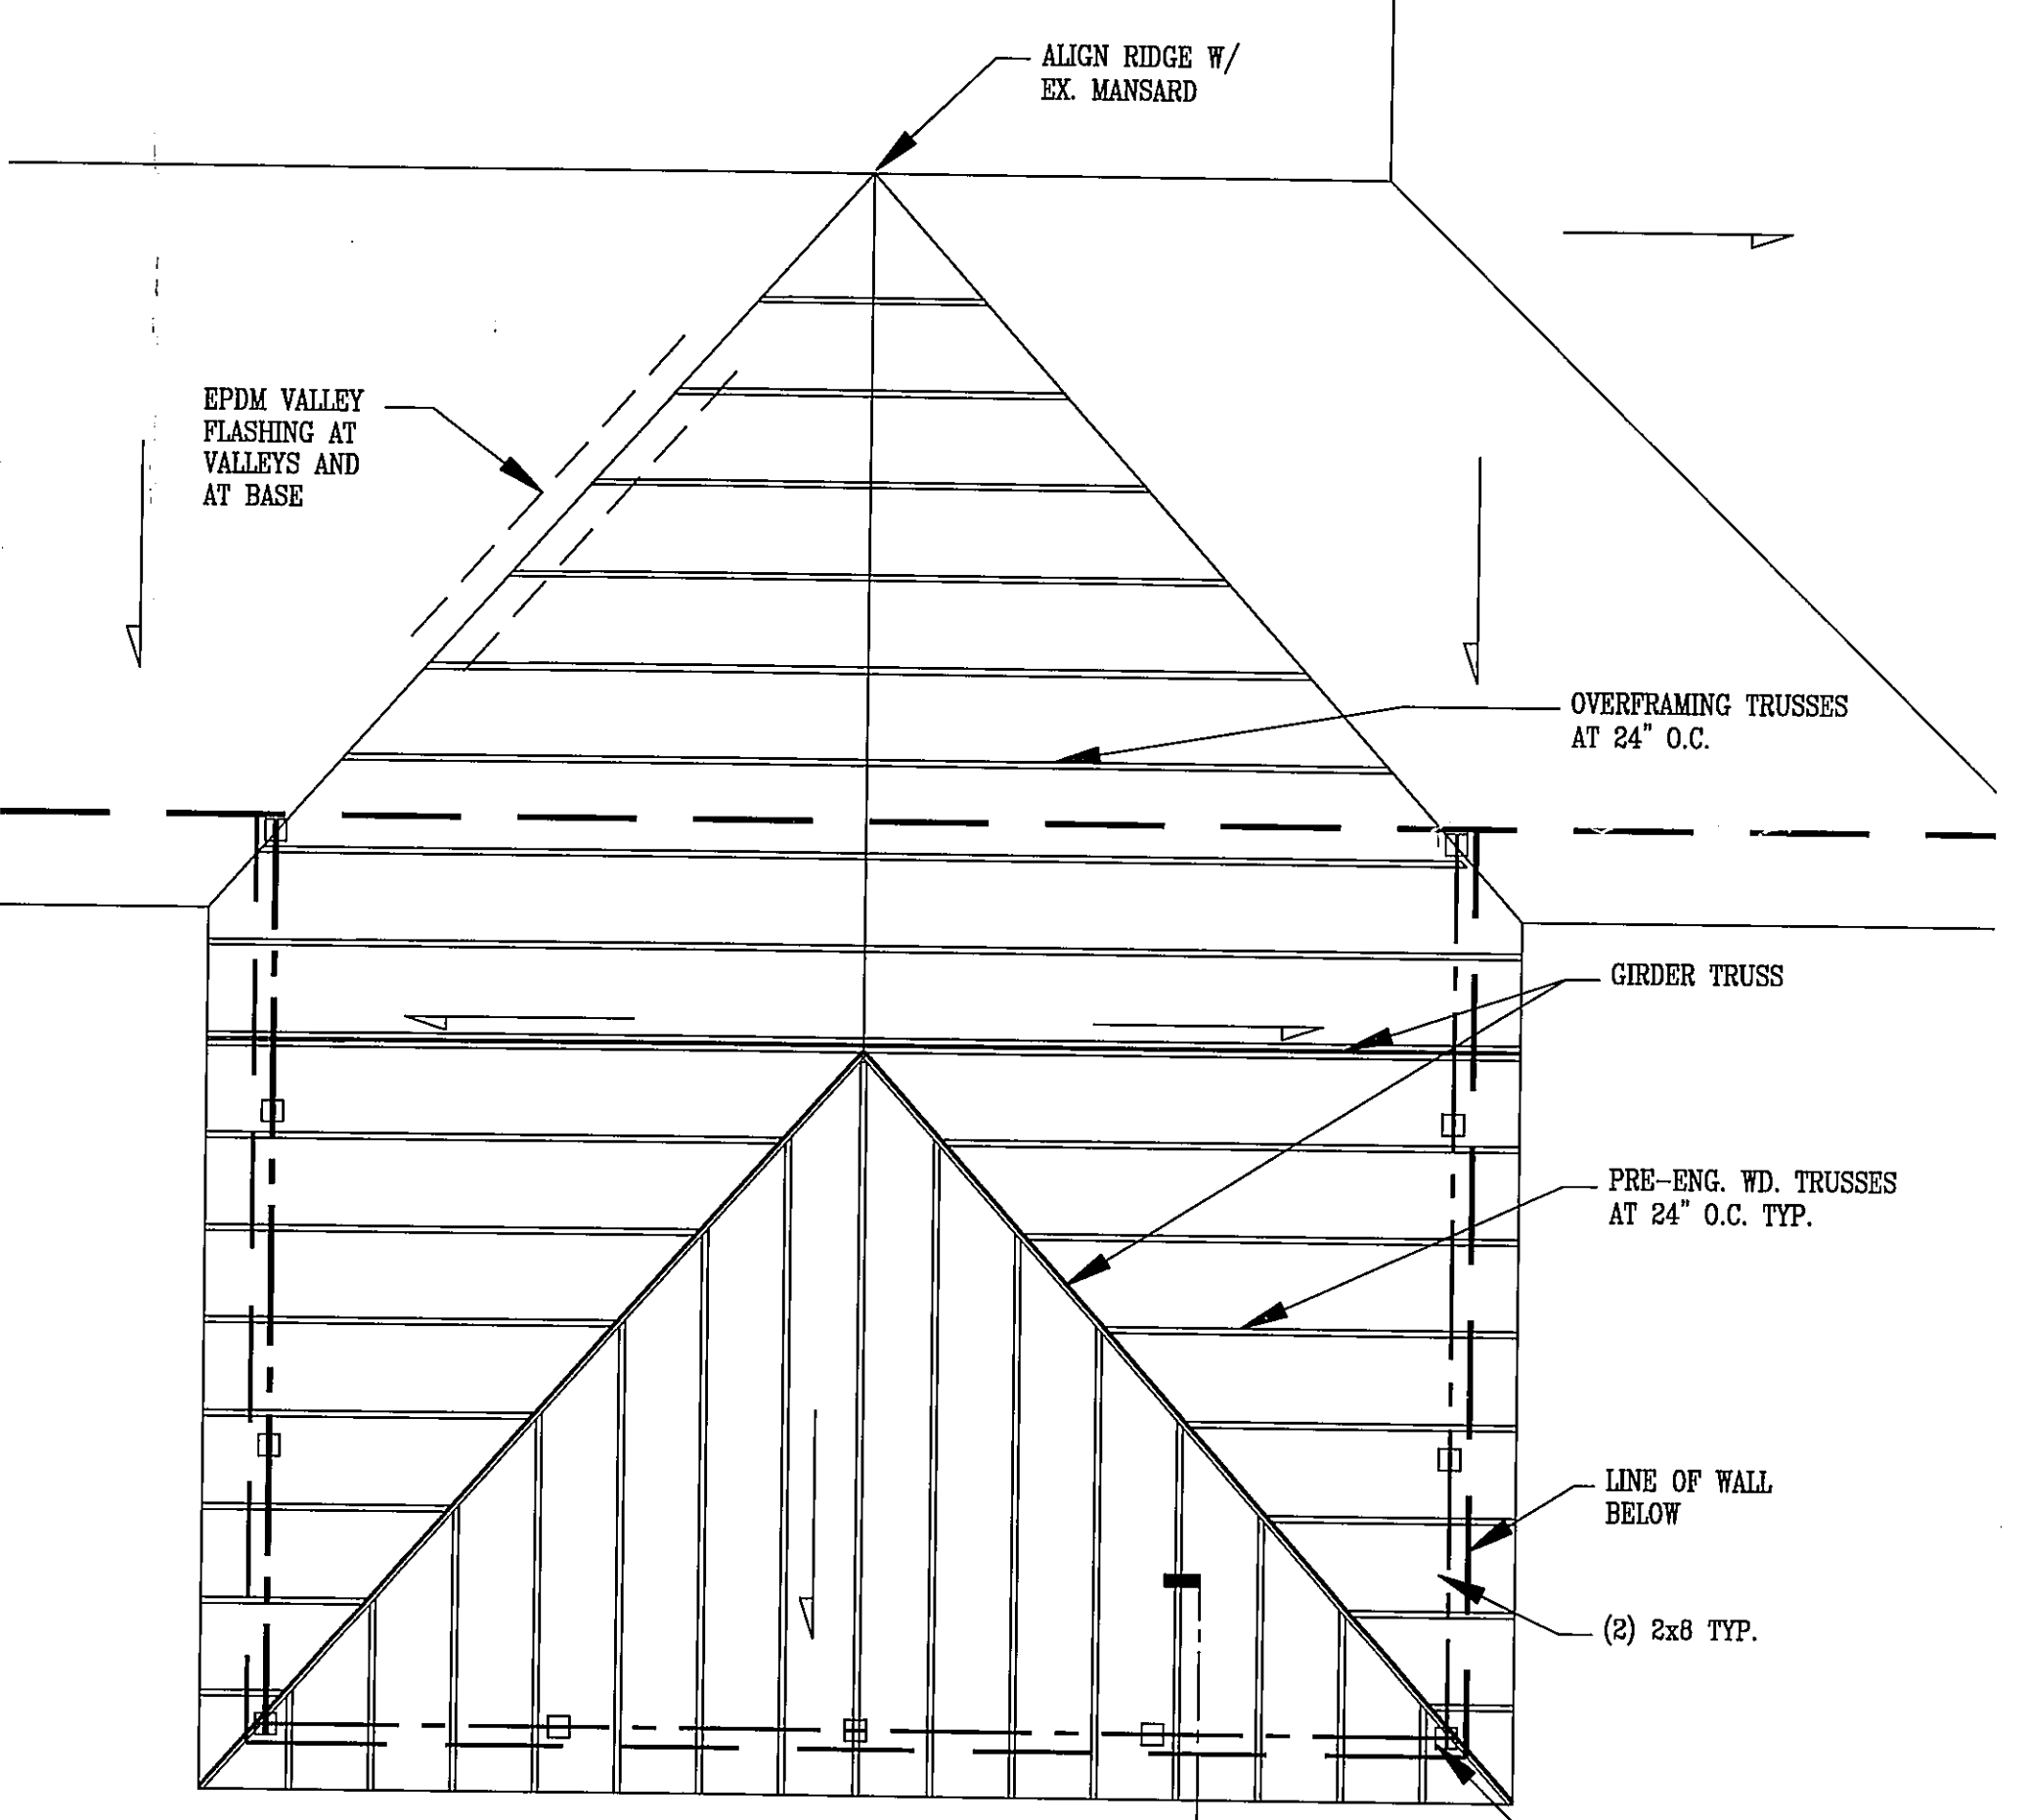 ALIGN RIDGE W/
EX. MANSARD
EPDM VALLEY
FLASHING AT
VALLEYS AND
AT BASE
OVERFRAMING TRUSSES
AT 24" O.C.
GIRDER TRUSS
PRE-ENG. WD. TRUSSES
AT 24" O.C. TYP.
LINE OF WALL
BELOW
(2) 2x8 TYP.